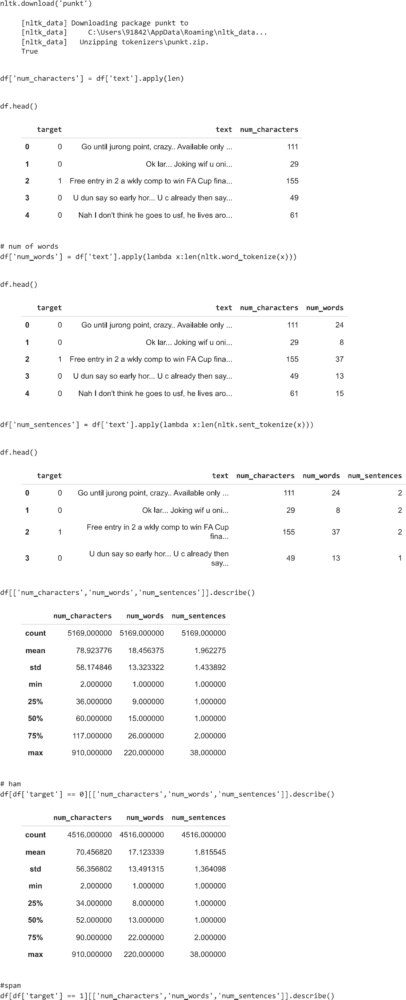 nltk.download('punkt')
[nltk_data] Downloading package punkt to
[nltk_data]     C:\Users\91842\AppData\Roaming\nltk_data...
[nltk_data]   Unzipping tokenizers\punkt.zip.
True
df['num_characters'] = df['text'].apply(len)
df.head()
target text num_characters
0 0 Go until jurong point, crazy.. Available only ... 111
1 0 Ok lar... Joking wif u oni... 29
2 1 Free entry in 2 a wkly comp to win FA Cup fina... 155
3 0 U dun say so early hor... U c already then say... 49
4 0 Nah I don't think he goes to usf, he lives aro... 61
# num of words
df['num_words'] = df['text'].apply(lambda x:len(nltk.word_tokenize(x)))
df.head()
target text num_characters num_words
0 0 Go until jurong point, crazy.. Available only ... 111 24
1 0 Ok lar... Joking wif u oni... 29 8
2 1 Free entry in 2 a wkly comp to win FA Cup fina... 155 37
3 0 U dun say so early hor... U c already then say... 49 13
4 0 Nah I don't think he goes to usf, he lives aro... 61 15
df['num_sentences'] = df['text'].apply(lambda x:len(nltk.sent_tokenize(x)))
df.head()
target text num_characters num_words num_sentences
0 0 Go until jurong point, crazy.. Available only ... 111 24 2
1 0 Ok lar... Joking wif u oni... 29 8 2
2 1 Free entry in 2 a wkly comp to win FA Cup
fina... 155 37 2
3 0 U dun say so early hor... U c already then
say... 49 13 1
df[['num_characters','num_words','num_sentences']].describe()
num_characters num_words num_sentences
count 5169.000000 5169.000000 5169.000000
mean 78.923776 18.456375 1.962275
std 58.174846 13.323322 1.433892
min 2.000000 1.000000 1.000000
25% 36.000000 9.000000 1.000000
50% 60.000000 15.000000 1.000000
75% 117.000000 26.000000 2.000000
max 910.000000 220.000000 38.000000
# ham
df[df['target'] == 0][['num_characters','num_words','num_sentences']].describe()
num_characters num_words num_sentences
count 4516.000000 4516.000000 4516.000000
mean 70.456820 17.123339 1.815545
std 56.356802 13.491315 1.364098
min 2.000000 1.000000 1.000000
25% 34.000000 8.000000 1.000000
50% 52.000000 13.000000 1.000000
75% 90.000000 22.000000 2.000000
max 910.000000 220.000000 38.000000
#spam
df[df['target'] == 1][['num_characters','num_words','num_sentences']].describe()